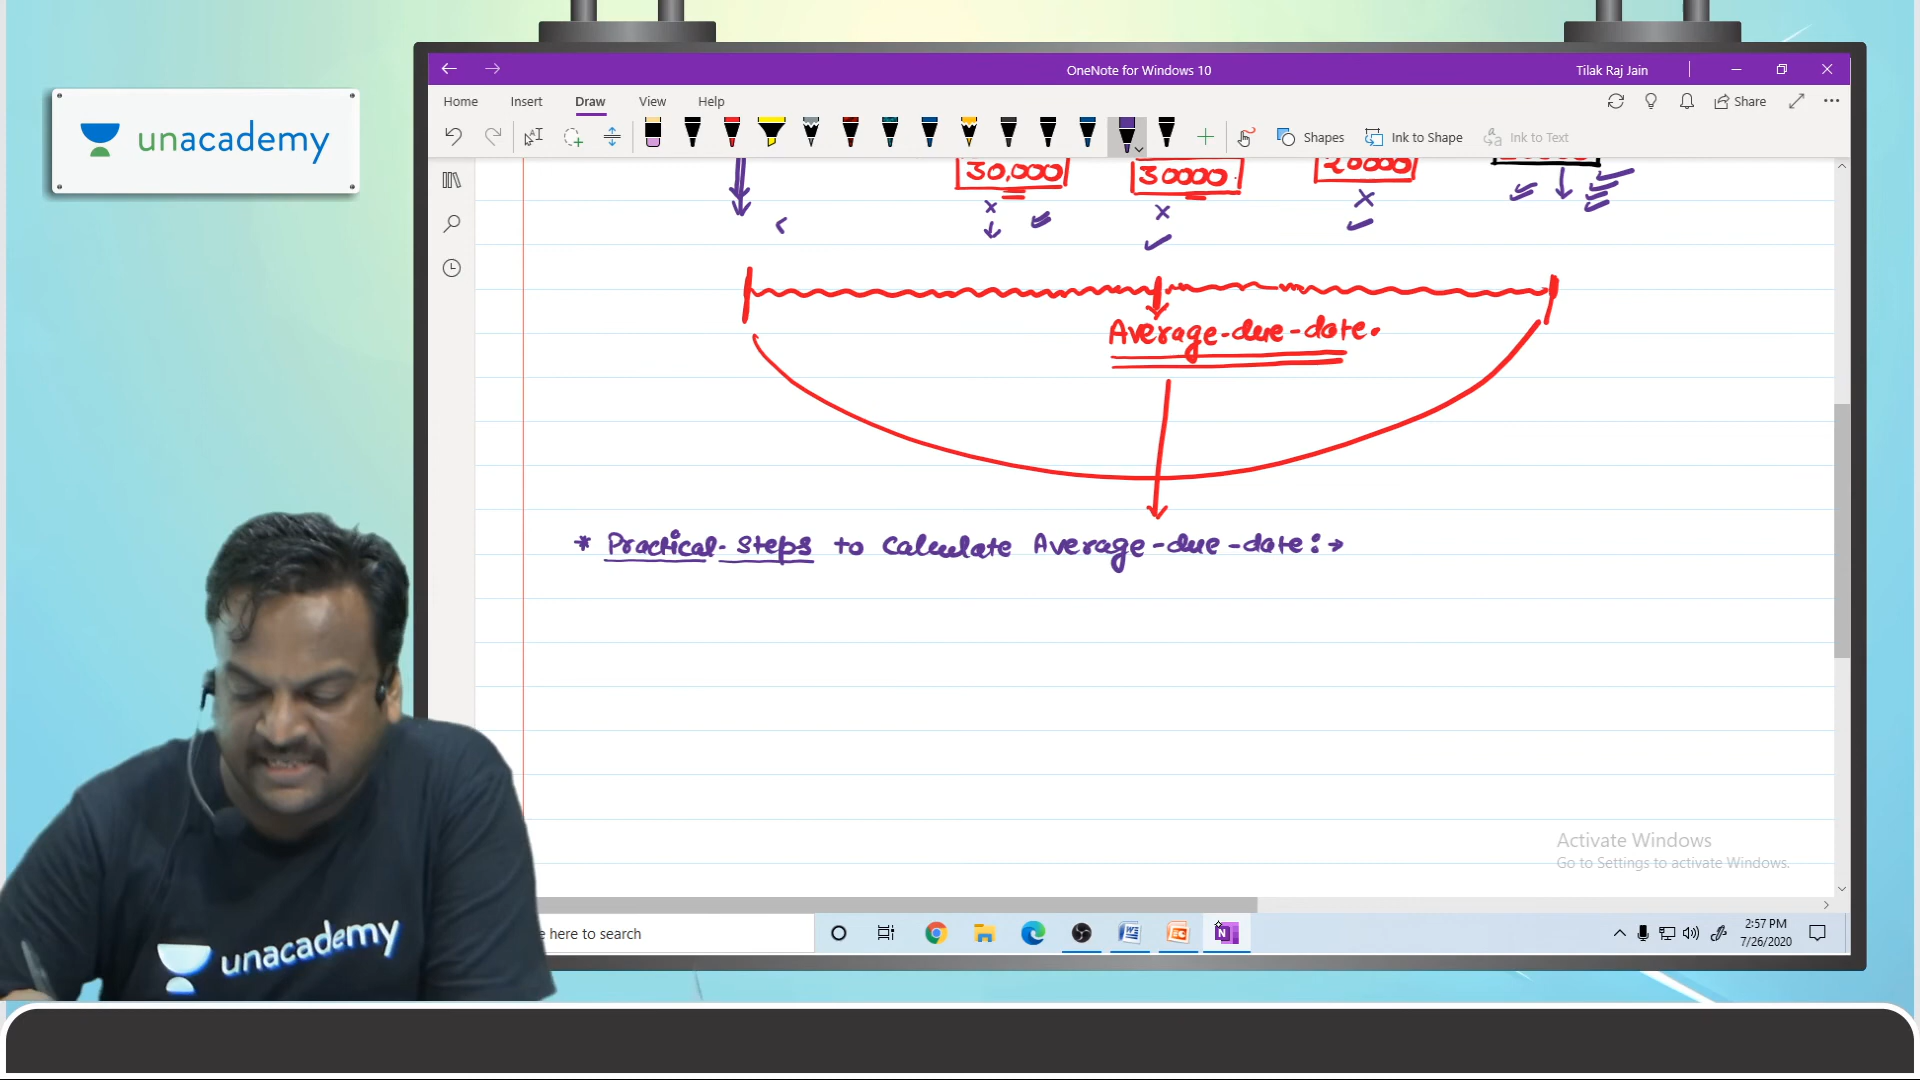 OneNote for Windows 10
Tilak Raj Jain
unacademy
Home Insert Draw View Help
Share
Shapes
Ink to Shape
Ink to Text
30,000
30000
20000
Average-due-date.
* Practical-steps to calculate Average-due-date:→
Activate Windows
Go to Settings to activate Windows.
unacademy
e here to search
2:57 PM
7/26/2020